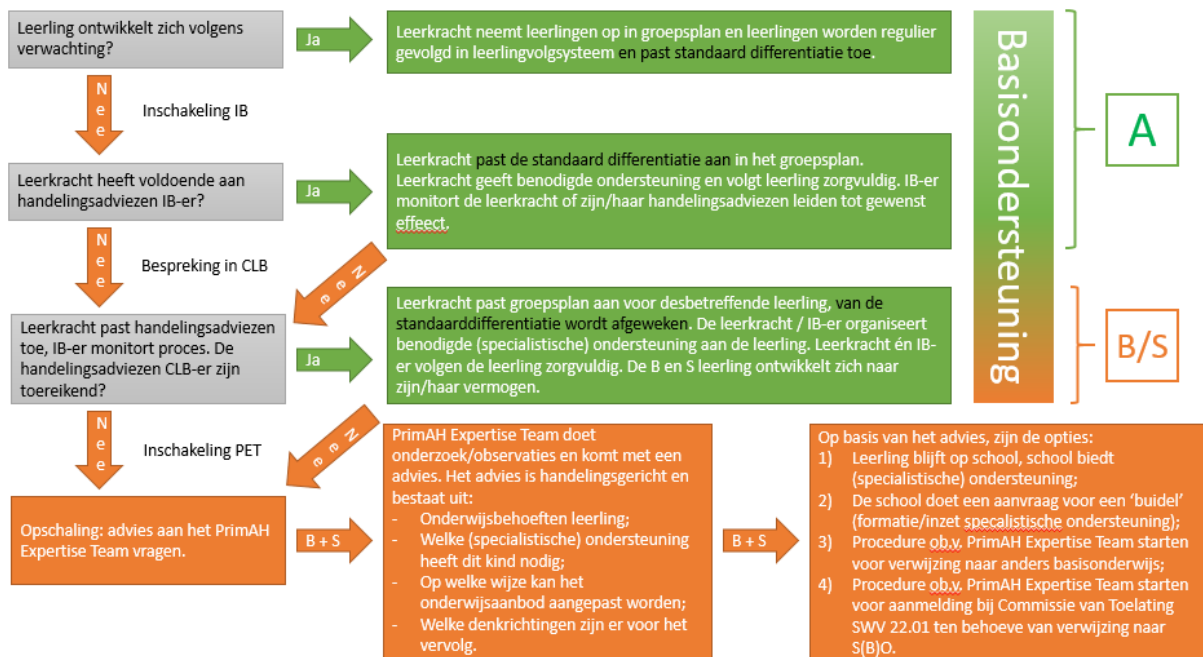 Leerling ontwikkelt zich volgens
verwachting?
Ja
Leerkracht neemt leerlingen op in groepsplan en leerlingen worden regulier
gevolgd in leerlingvolgsysteem en past standaard differentiatie toe.
Nee
Inschakeling IB
Leerkracht heeft voldoende aan
handelingsadviezen IB-er?
Ja
Leerkracht past de standaard differentiatie aan in het groepsplan.
Leerkracht geeft benodigde ondersteuning en volgt leerling zorgvuldig. IB-er
monitort de leerkracht of zijn/haar handelingsadviezen leiden tot gewenst
effeect.
Nee
Bespreking in CLB
Nee
Leerkracht past handelingsadviezen
toe, IB-er monitort proces. De
handelingsadviezen CLB-er zijn
toereikend?
Ja
Leerkracht past groepsplan aan voor desbetreffende leerling, van de
standaarddifferentiatie wordt afgeweken. De leerkracht / IB-er organiseert
benodigde (specialistische) ondersteuning aan de leerling. Leerkracht én IB-
er volgen de leerling zorgvuldig. De B en S leerling ontwikkelt zich naar
zijn/haar vermogen.
Basisondersteuning
A
B/S
Nee
Inschakeling PET
Nee
Opschaling: advies aan het PrimAH
Expertise Team vragen.
B + S
PrimAH Expertise Team doet
onderzoek/observaties en komt met een
advies. Het advies is handelingsgericht en
bestaat uit:
- Onderwijsbehoeften leerling;
- Welke (specialistische) ondersteuning
heeft dit kind nodig;
- Op welke wijze kan het
onderwijsaanbod aangepast worden;
- Welke denkrichtingen zijn er voor het
vervolg.
B + S
Op basis van het advies, zijn de opties:
1) Leerling blijft op school, school biedt
(specialistische) ondersteuning;
2) De school doet een aanvraag voor een ‘buidel’
(formatie/inzet specalistische ondersteuning);
3) Procedure ob.v. PrimAH Expertise Team starten
voor verwijzing naar anders basisonderwijs;
4) Procedure ob.v. PrimAH Expertise Team starten
voor aanmelding bij Commissie van Toelating
SWV 22.01 ten behoeve van verwijzing naar
S(B)O.